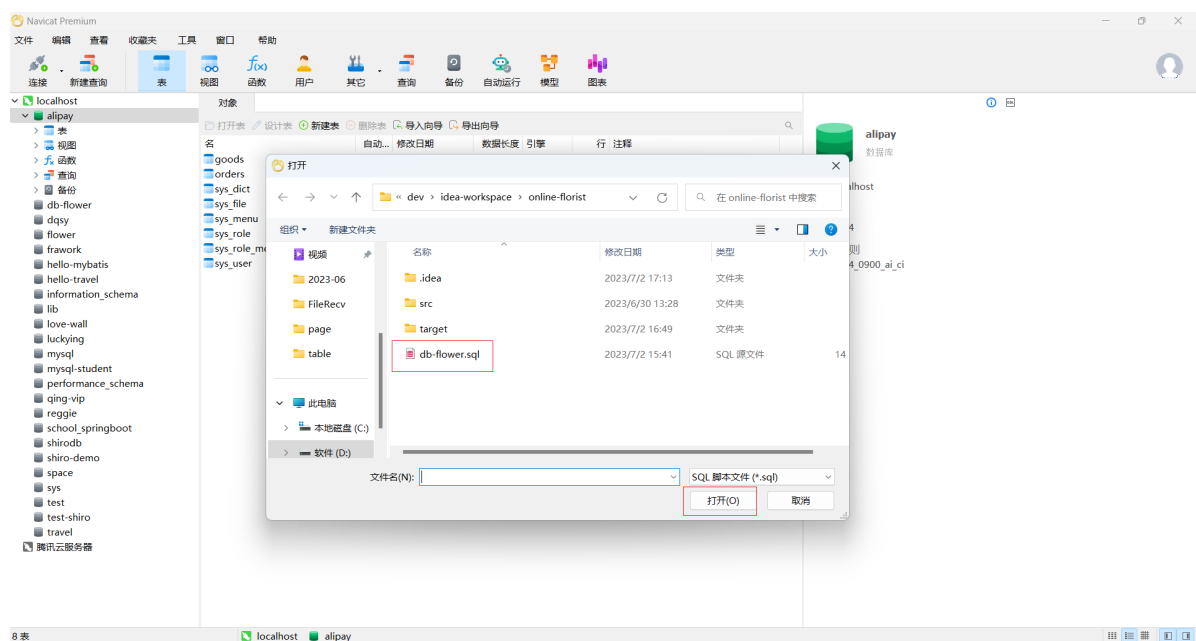 Navicat Premium
文件 编辑 查看 收藏夹 工具 窗口 帮助
连接 新建查询 表 视图 函数 用户 其它 查询 备份 自动运行 模型 图表
localhost
alipay
表
视图
函数
查询
备份
db-flower
dqsy
flower
frawork
hello-mybatis
hello-travel
information_schema
lib
love-wall
luckying
mysql
mysql-student
performance_schema
qing-vip
reggie
school_springboot
shirodb
shiro-demo
space
sys
test
test-shiro
travel
腾讯云服务器
对象
打开表 设计表 新建表 删除表 导入向导 导出向导
名 自动... 修改日期 数据长度 引擎 行 注释
goods
orders
sys_dict
sys_file
sys_menu
sys_role
sys_role_me
sys_user
打开
« dev › idea-workspace › online-florist
在 online-florist 中搜索
组织 新建文件夹
视频
2023-06
FileRecv
page
table
此电脑
本地磁盘 (C:)
软件 (D:)
名称 修改日期 类型 大小
.idea 2023/7/2 17:13 文件夹
src 2023/6/30 13:28 文件夹
target 2023/7/2 16:49 文件夹
db-flower.sql 2023/7/2 15:41 SQL 源文件 14
文件名(N): SQL 脚本文件 (*.sql)
打开(O) 取消
alipay
数据库
lhost
4
则
4_0900_ai_ci
8 表 localhost alipay